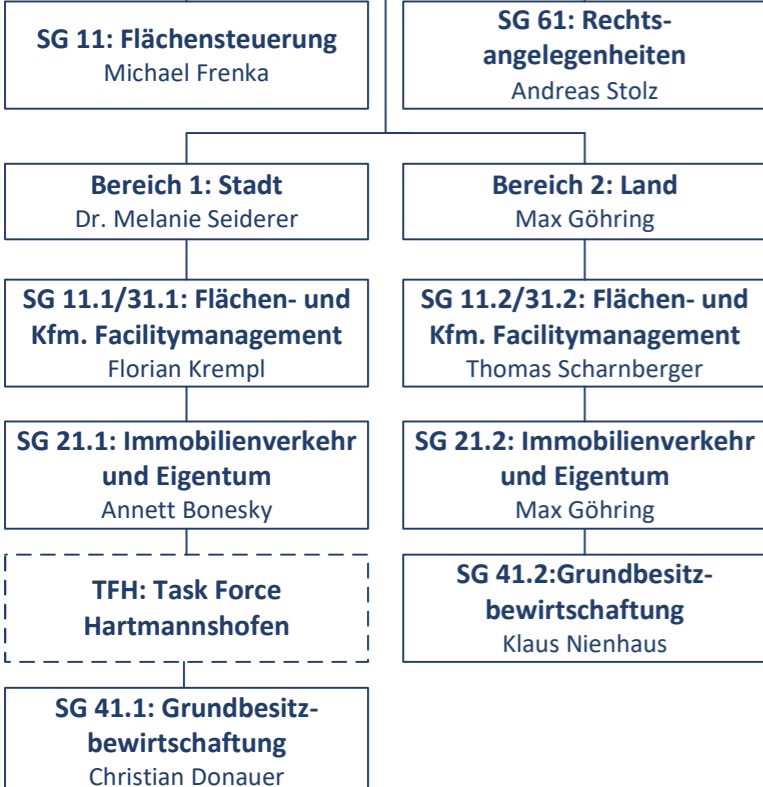 SG 11: Flächensteuerung
Michael Frenka
SG 61: Rechts-
angelegenheiten
Andreas Stolz
Bereich 1: Stadt
Dr. Melanie Seiderer
Bereich 2: Land
Max Göhring
SG 11.1/31.1: Flächen- und
Kfm. Facilitymanagement
Florian Krempl
SG 11.2/31.2: Flächen- und
Kfm. Facilitymanagement
Thomas Scharnberger
SG 21.1: Immobilienverkehr
und Eigentum
Annett Bonesky
SG 21.2: Immobilienverkehr
und Eigentum
Max Göhring
TFH: Task Force
Hartmannshofen
SG 41.2:Grundbesitz-
bewirtschaftung
Klaus Nienhaus
SG 41.1: Grundbesitz-
bewirtschaftung
Christian Donauer